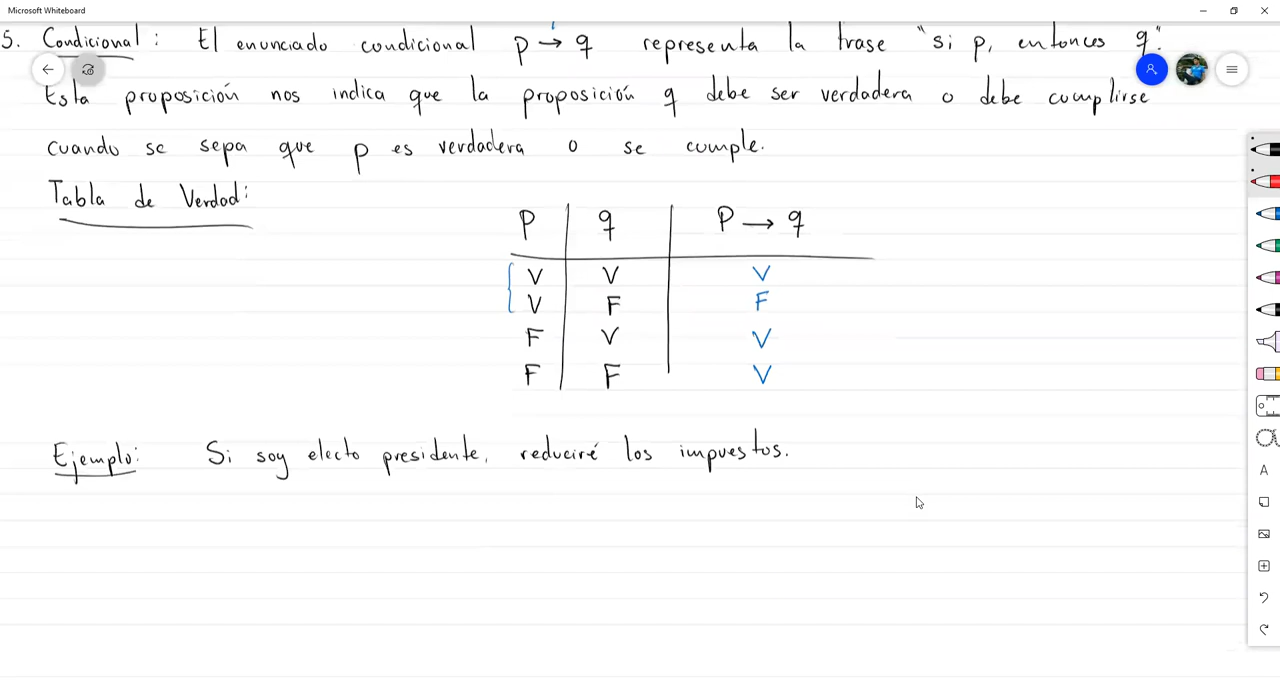 Microsoft Whiteboard
5. Condicional: El enunciado condicional p → q representa la frase "si p, entonces q".
Esta proposición nos indica que la proposición q debe ser verdadera o debe cumplirse
cuando se sepa que p es verdadera o se cumple.
Tabla de Verdad:
P q P → q
V V V
V F F
F V V
F F V
Ejemplo: Si soy electo presidente, reduciré los impuestos.
A